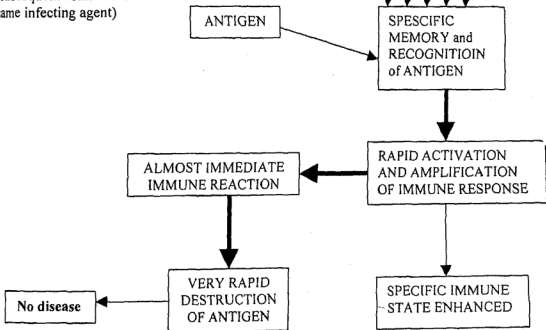 ame infecting agent)
ANTIGEN
SPESCIFIC
MEMORY and
RECOGNITIOIN
of ANTIGEN
RAPID ACTIVATION
AND AMPLIFICATION
OF IMMUNE RESPONSE
ALMOST IMMEDIATE
IMMUNE REACTION
VERY RAPID
DESTRUCTION
OF ANTIGEN
No disease
SPECIFIC IMMUNE
STATE ENHANCED